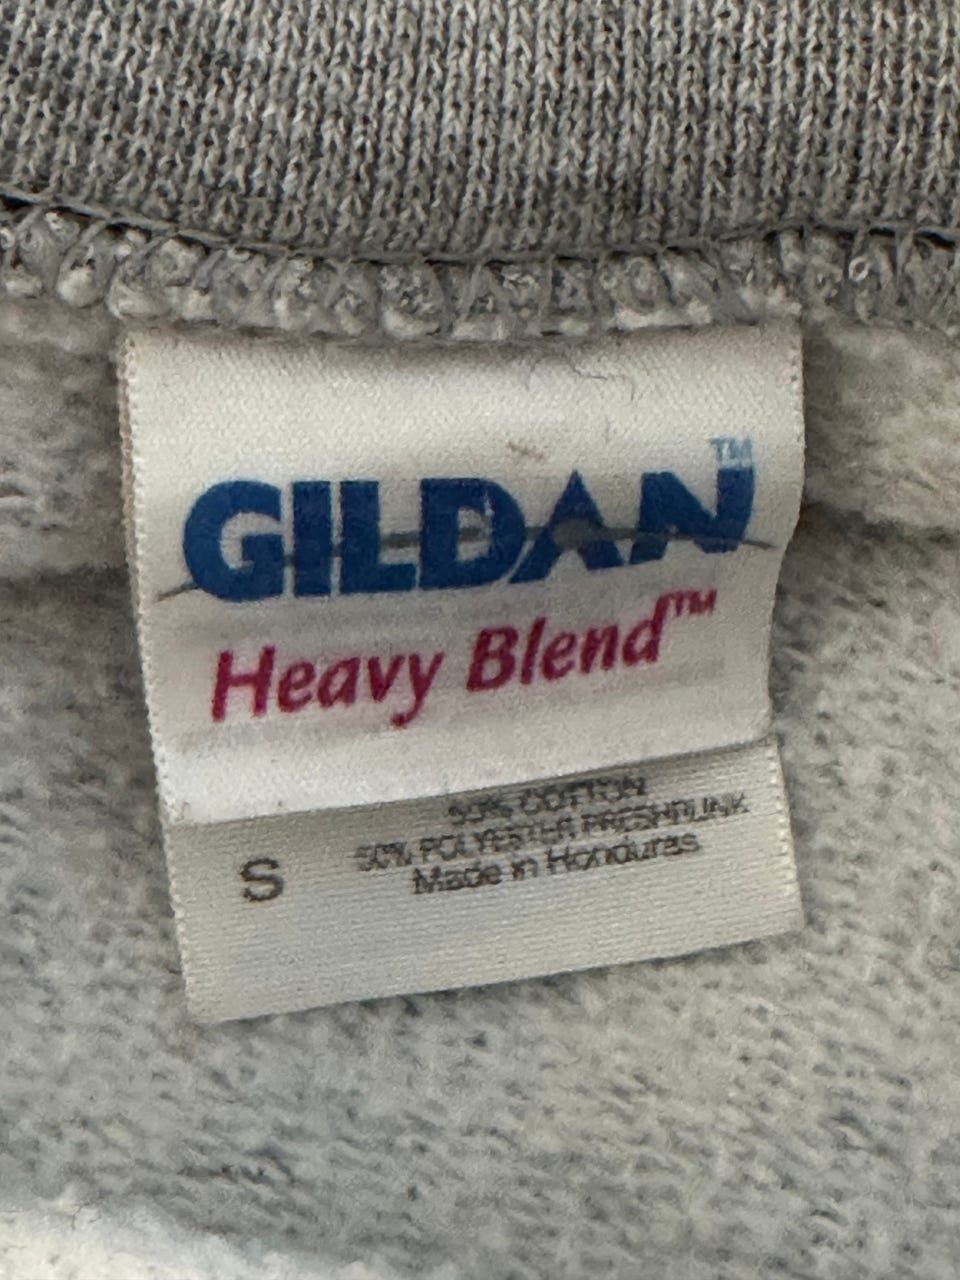 GILDAN™
Heavy Blend™
50% COTTON
50% POLYESTER PRESHRUNK
Made in Honduras
S